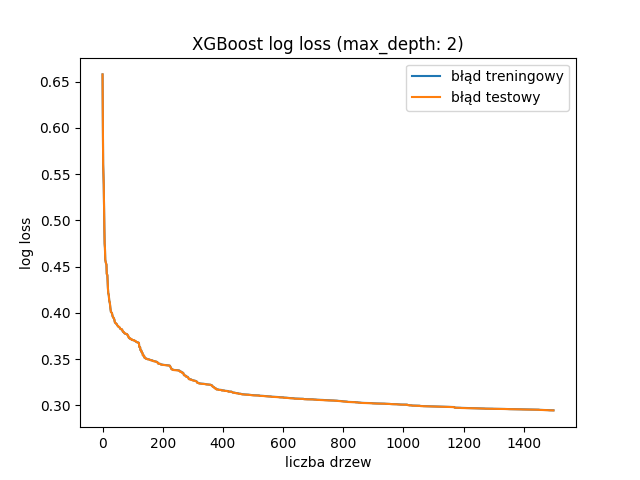 XGBoost log loss (max_depth: 2)
błąd treningowy
błąd testowy
log loss
0.65
0.60
0.55
0.50
0.45
0.40
0.35
0.30
0 200 400 600 800 1000 1200 1400
liczba drzew